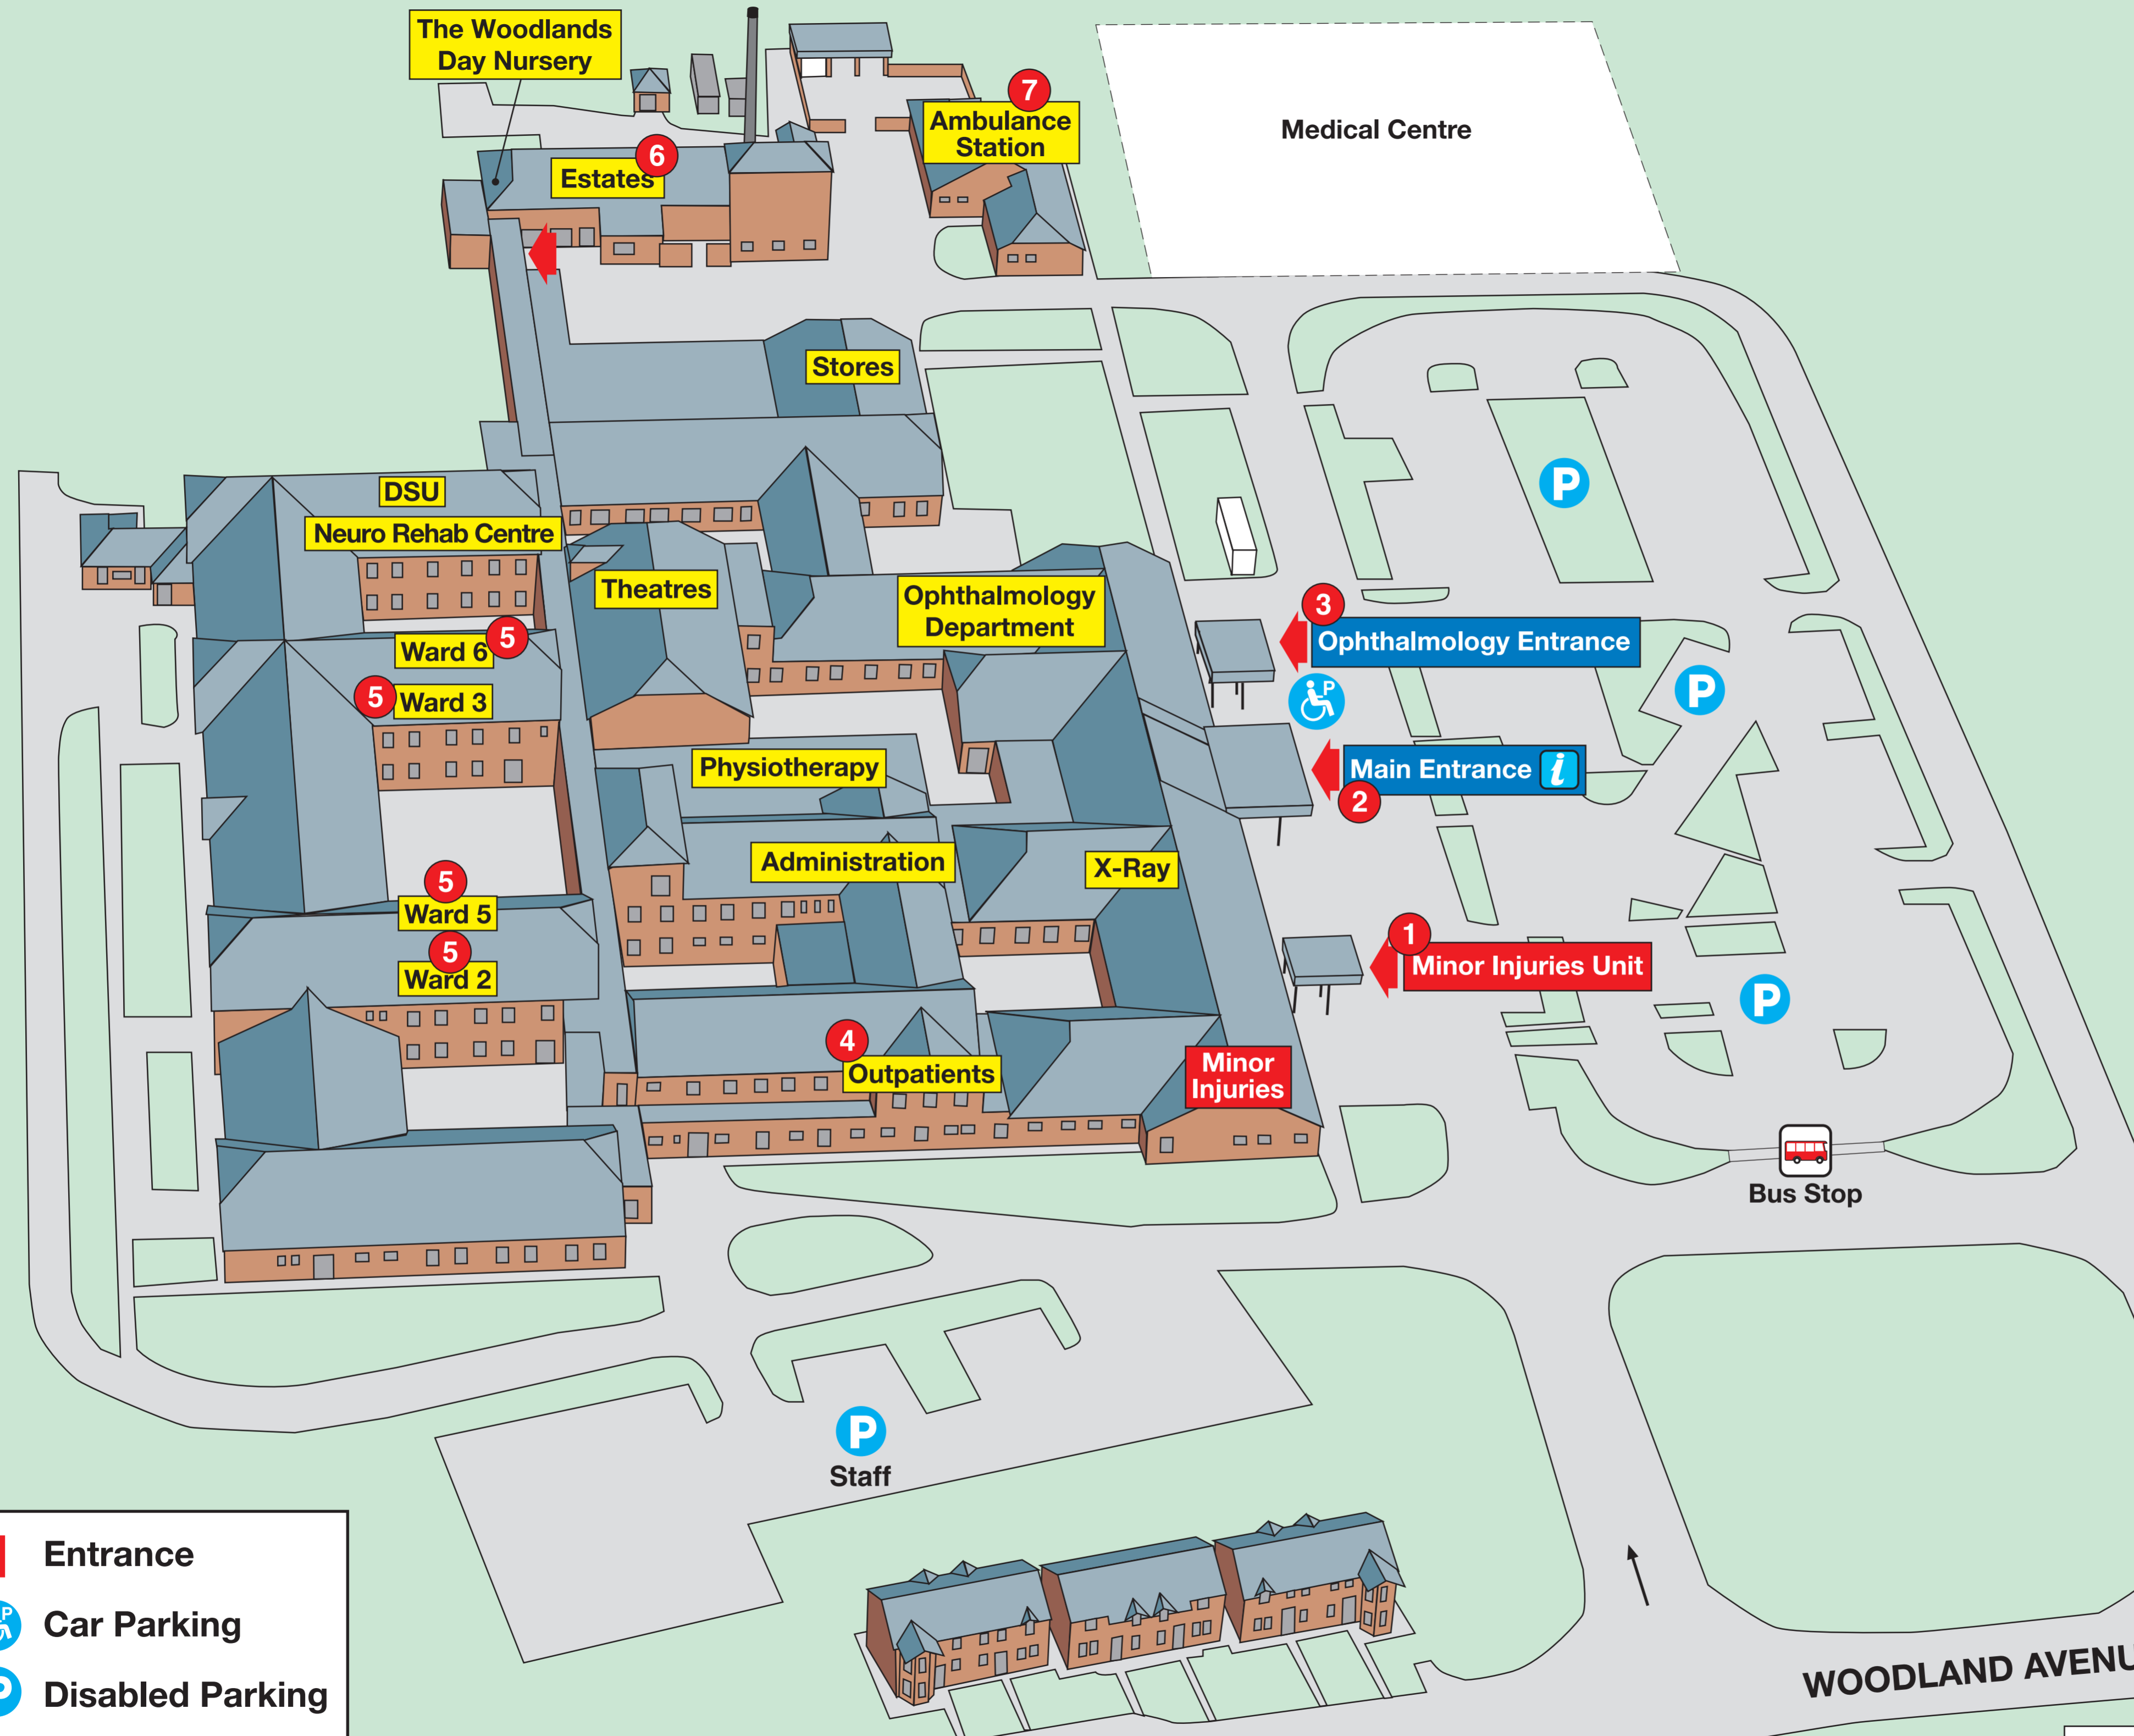 The Woodlands
Day Nursery
7
Ambulance
Station
Medical Centre
6
Estates
Stores
P
DSU
Neuro Rehab Centre
Theatres
Ophthalmology
Department
3
Ophthalmology Entrance
Ward 6
5
5
Ward 3
P
P
Physiotherapy
Main Entrance i
2
Administration
X-Ray
5
Ward 5
5
Ward 2
1
Minor Injuries Unit
P
4
Outpatients
Minor
Injuries
Bus Stop
P
Staff
Entrance
P
Car Parking
P
Disabled Parking
WOODLAND AVENU